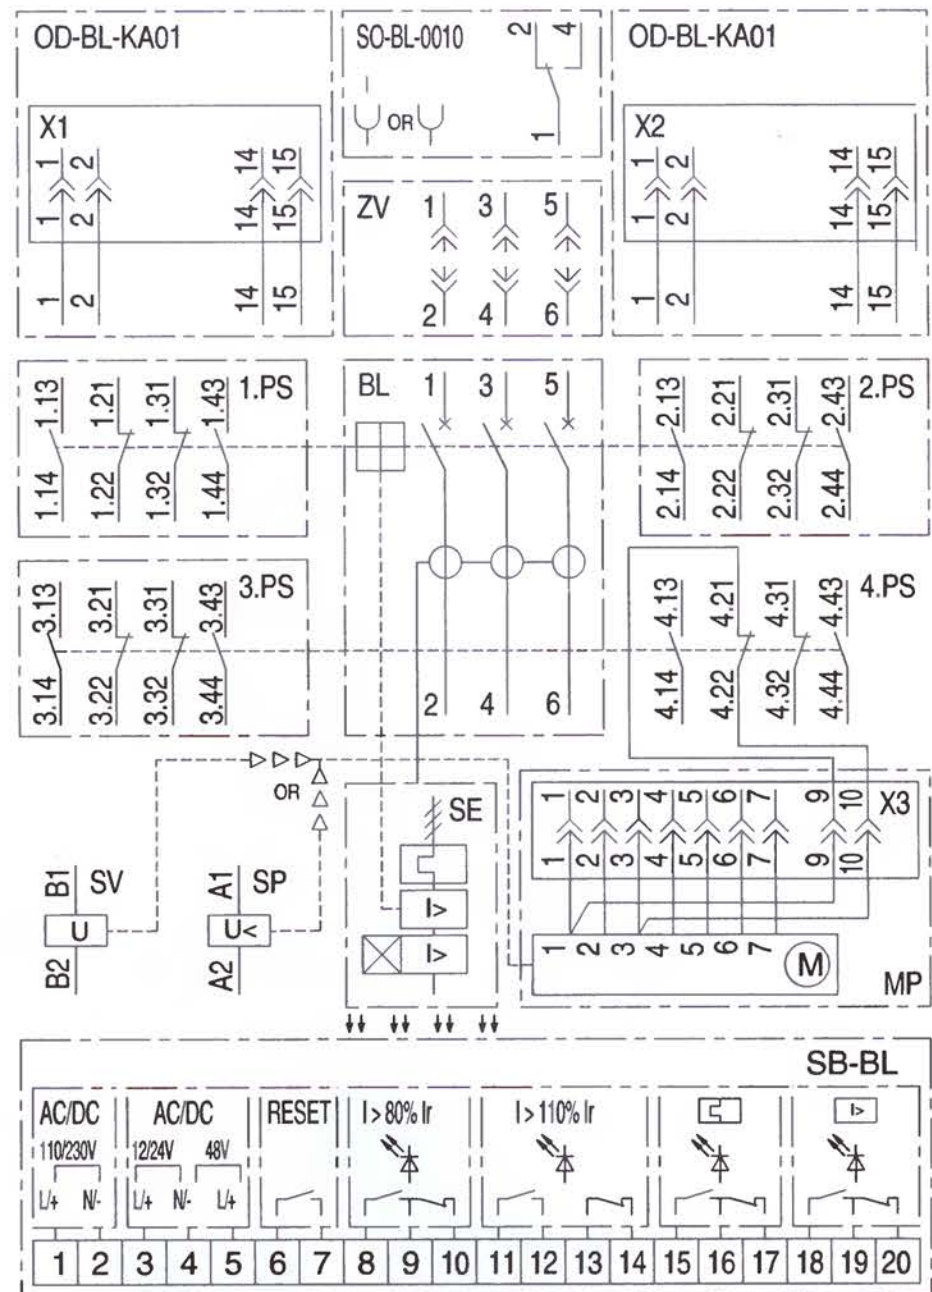 OD-BL-KA01
X1
1 2 14 15
1 2 14 15
1 2 14 15
SO-BL-0010
2 4
OR
1
OD-BL-KA01
X2
1 2 14 15
1 2 14 15
1 2 14 15
ZV 1 3 5
2 4 6
1.13 1.21 1.31 1.43 1.PS
1.14 1.22 1.32 1.44
BL 1 3 5
2 4 6
2.13 2.21 2.31 2.43 2.PS
2.14 2.22 2.32 2.44
3.13 3.21 3.31 3.43 3.PS
3.14 3.22 3.32 3.44
4.13 4.21 4.31 4.43 4.PS
4.14 4.22 4.32 4.44
OR
B1 SV
U
B2
A1 SP
U<
A2
SE
I>
I>
1 2 3 4 5 6 7 9 10 X3
1 2 3 4 5 6 7 9 10
1 2 3 4 5 6 7 M
MP
SB-BL
AC/DC
110/230V
L/+ N/-
AC/DC
12/24V 48V
L/+ N/- L/+
RESET
I > 80% Ir
I > 110% Ir
I>
1 2 3 4 5 6 7 8 9 10 11 12 13 14 15 16 17 18 19 20